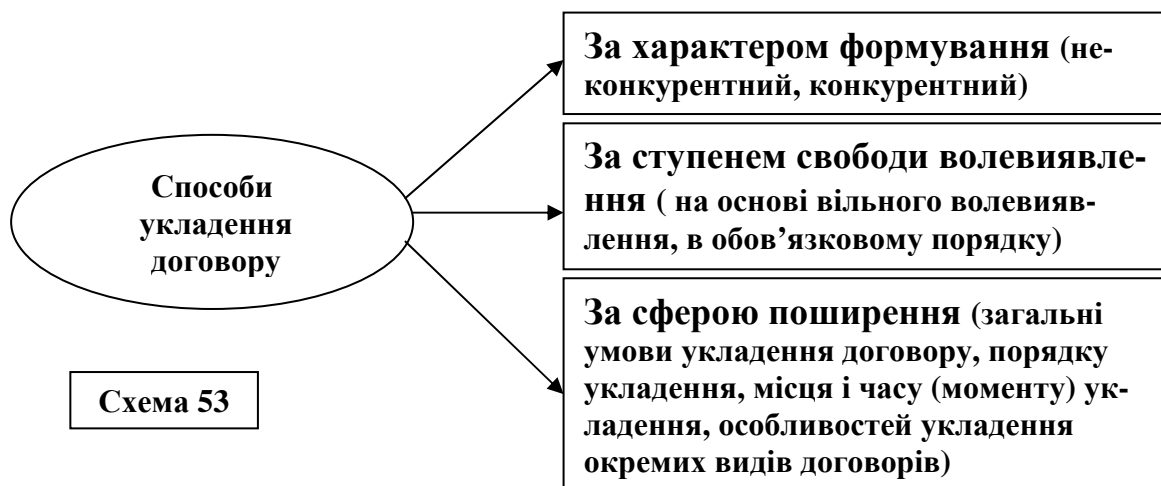 Способи
укладення
договору
Схема 53
За характером формування (не-
конкурентний, конкурентний)
За ступенем свободи волевиявле-
ння ( на основі вільного волевияв-
лення, в обов’язковому порядку)
За сферою поширення (загальні
умови укладення договору, порядку
укладення, місця і часу (моменту) ук-
ладення, особливостей укладення
окремих видів договорів)